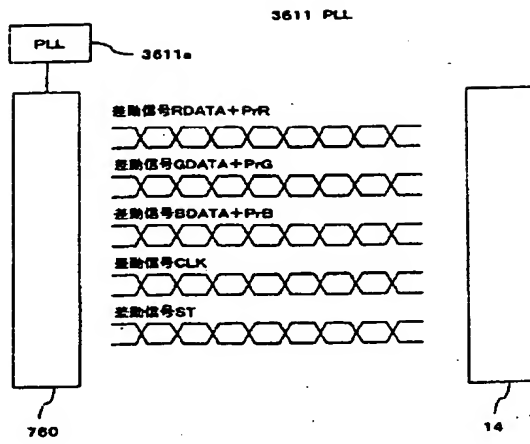 3611 PLL
PLL
3611a
差動信号RDATA+PrR
差動信号GDATA+PrG
差動信号BDATA+PrB
差動信号CLK
差動信号ST
760
14